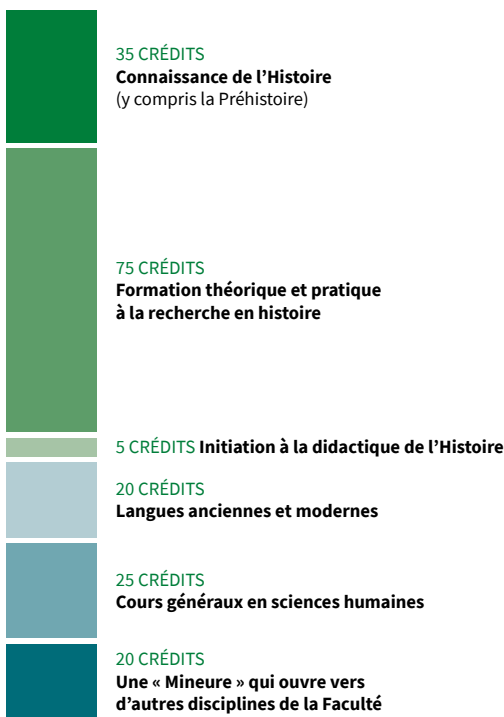 35 CRÉDITS
Connaissance de l’Histoire
(y compris la Préhistoire)
75 CRÉDITS
Formation théorique et pratique
à la recherche en histoire
5 CRÉDITS Initiation à la didactique de l’Histoire
20 CRÉDITS
Langues anciennes et modernes
25 CRÉDITS
Cours généraux en sciences humaines
20 CRÉDITS
Une « Mineure » qui ouvre vers
d’autres disciplines de la Faculté